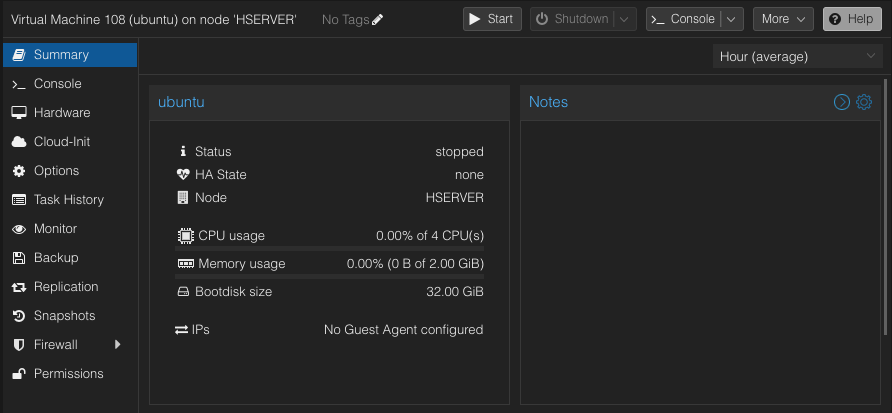 Virtual Machine 108 (ubuntu) on node 'HSERVER' No Tags Start Shutdown Console More Help
Summary
Console
Hardware
Cloud-Init
Options
Task History
Monitor
Backup
Replication
Snapshots
Firewall
Permissions
Hour (average)
ubuntu
Status stopped
HA State none
Node HSERVER
CPU usage 0.00% of 4 CPU(s)
Memory usage 0.00% (0 B of 2.00 GiB)
Bootdisk size 32.00 GiB
IPs No Guest Agent configured
Notes